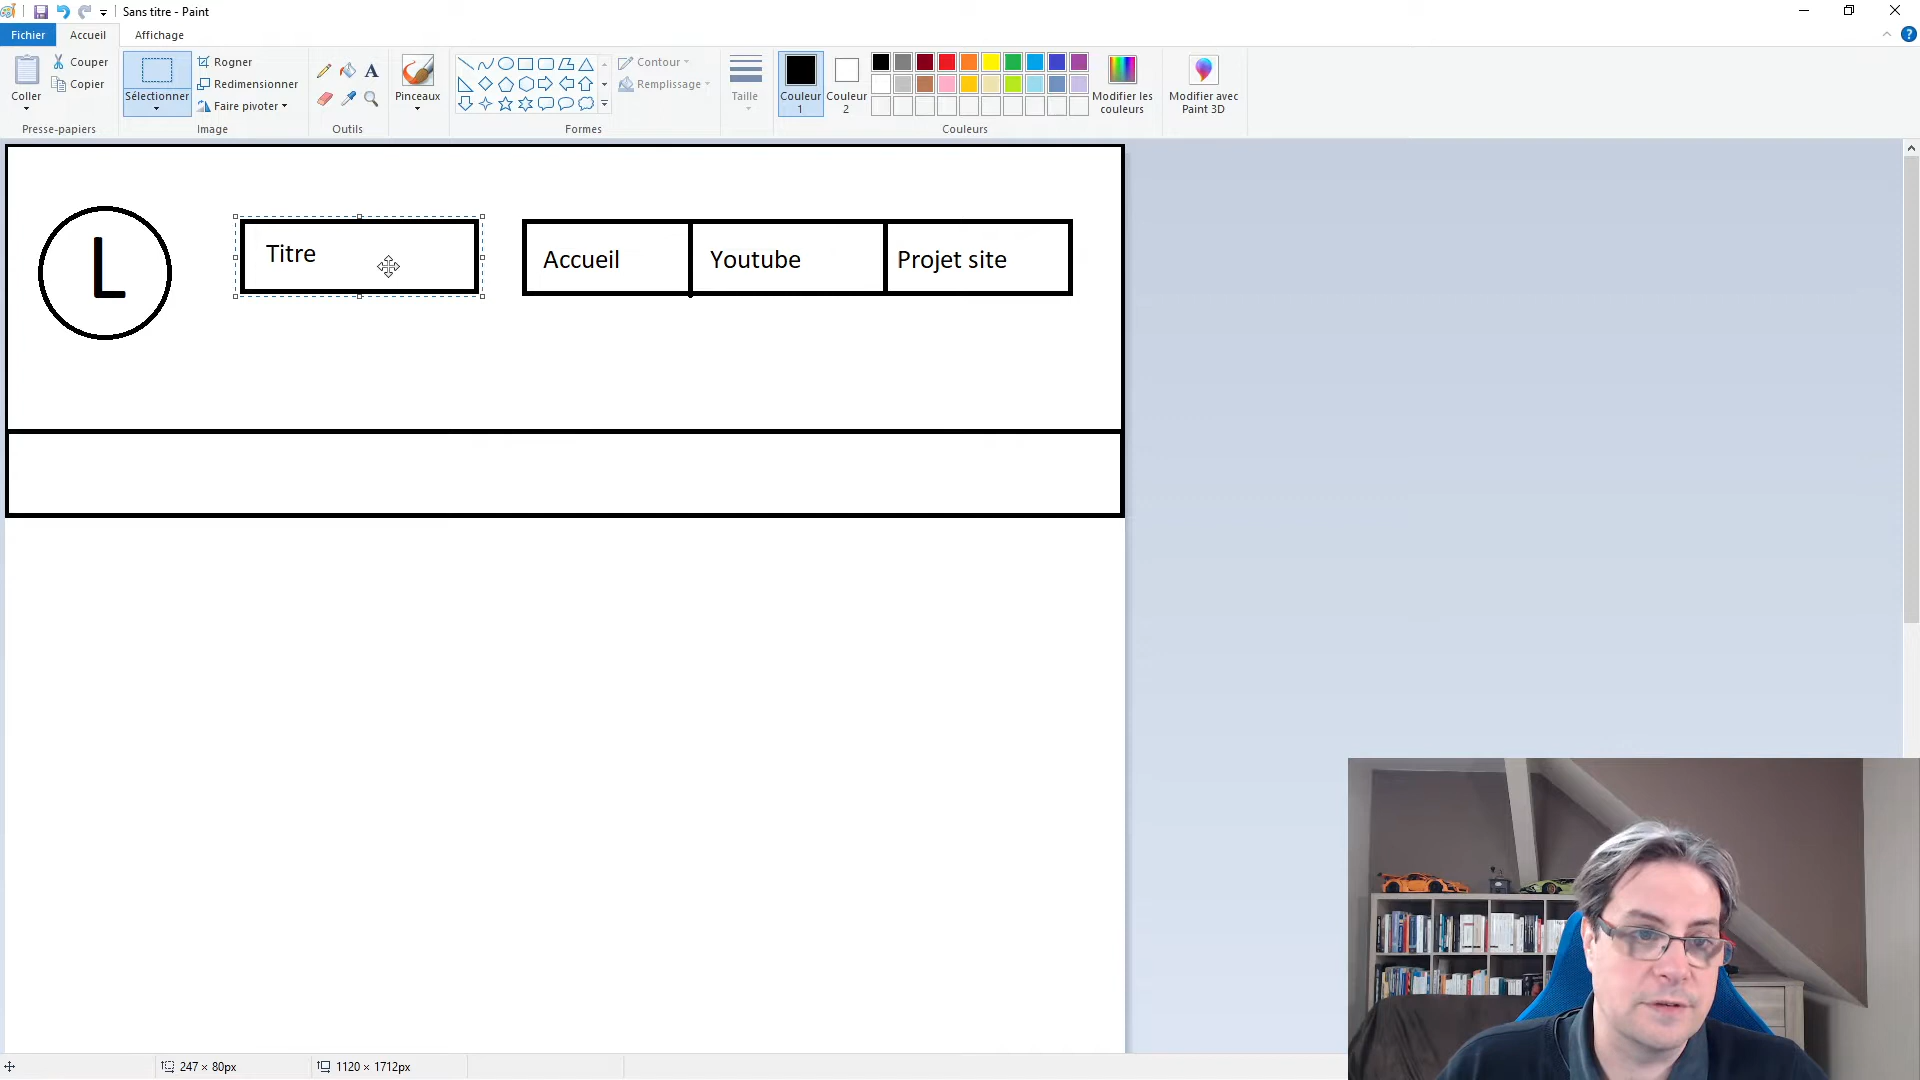 Sans titre - Paint
Fichier
Accueil
Affichage
?
Coller
Couper
Copier
Presse-papiers
Sélectionner
Rogner
Redimensionner
Faire pivoter
Image
A
Outils
Pinceaux
Contour
Remplissage
Formes
Taille
Couleur
1
Couleur
2
Couleurs
Modifier les
couleurs
Modifier avec
Paint 3D
L
Titre
Accueil
Youtube
Projet site
247 × 80px
1120 × 1712px